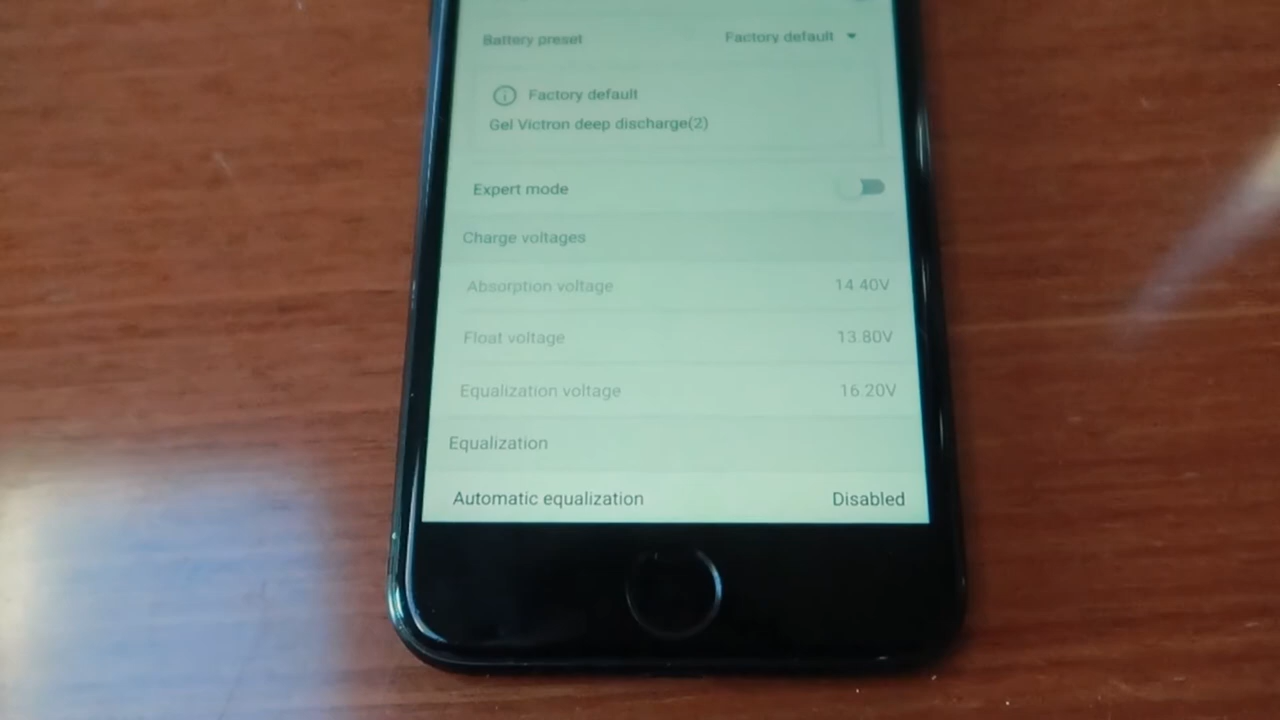 Battery preset Factory default
Factory default
Gel Victron deep discharge(2)
Expert mode
Charge voltages
Absorption voltage 14.40V
Float voltage 13.80V
Equalization voltage 16.20V
Equalization
Automatic equalization Disabled